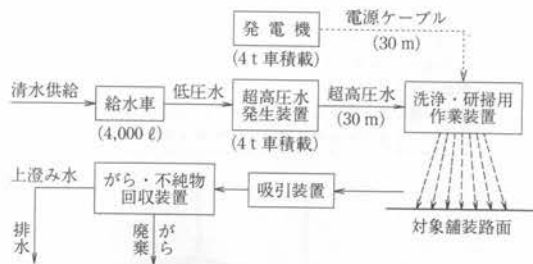 発電機
(4t車積載)
電源ケーブル
(30m)
清水供給
給水車
(4,000ℓ)
低圧水
超高圧水
発生装置
(4t車積載)
超高圧水
(30m)
洗浄・研掃用
作業装置
上澄み水
がら・不純物
回収装置
吸引装置
対象舗装路面
排水
がら
廃棄